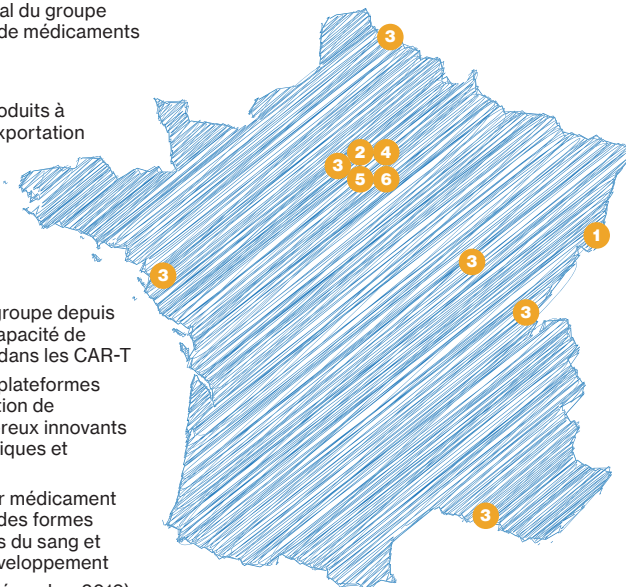 al du groupe
de médicaments
oduits à
xportation
groupe depuis
apacité de
dans les CAR-T
plateformes
tion de
reux innovants
iques et
r médicament
des formes
s du sang et
veloppement
3
2 4
3
5 6
1
3
3
3
3